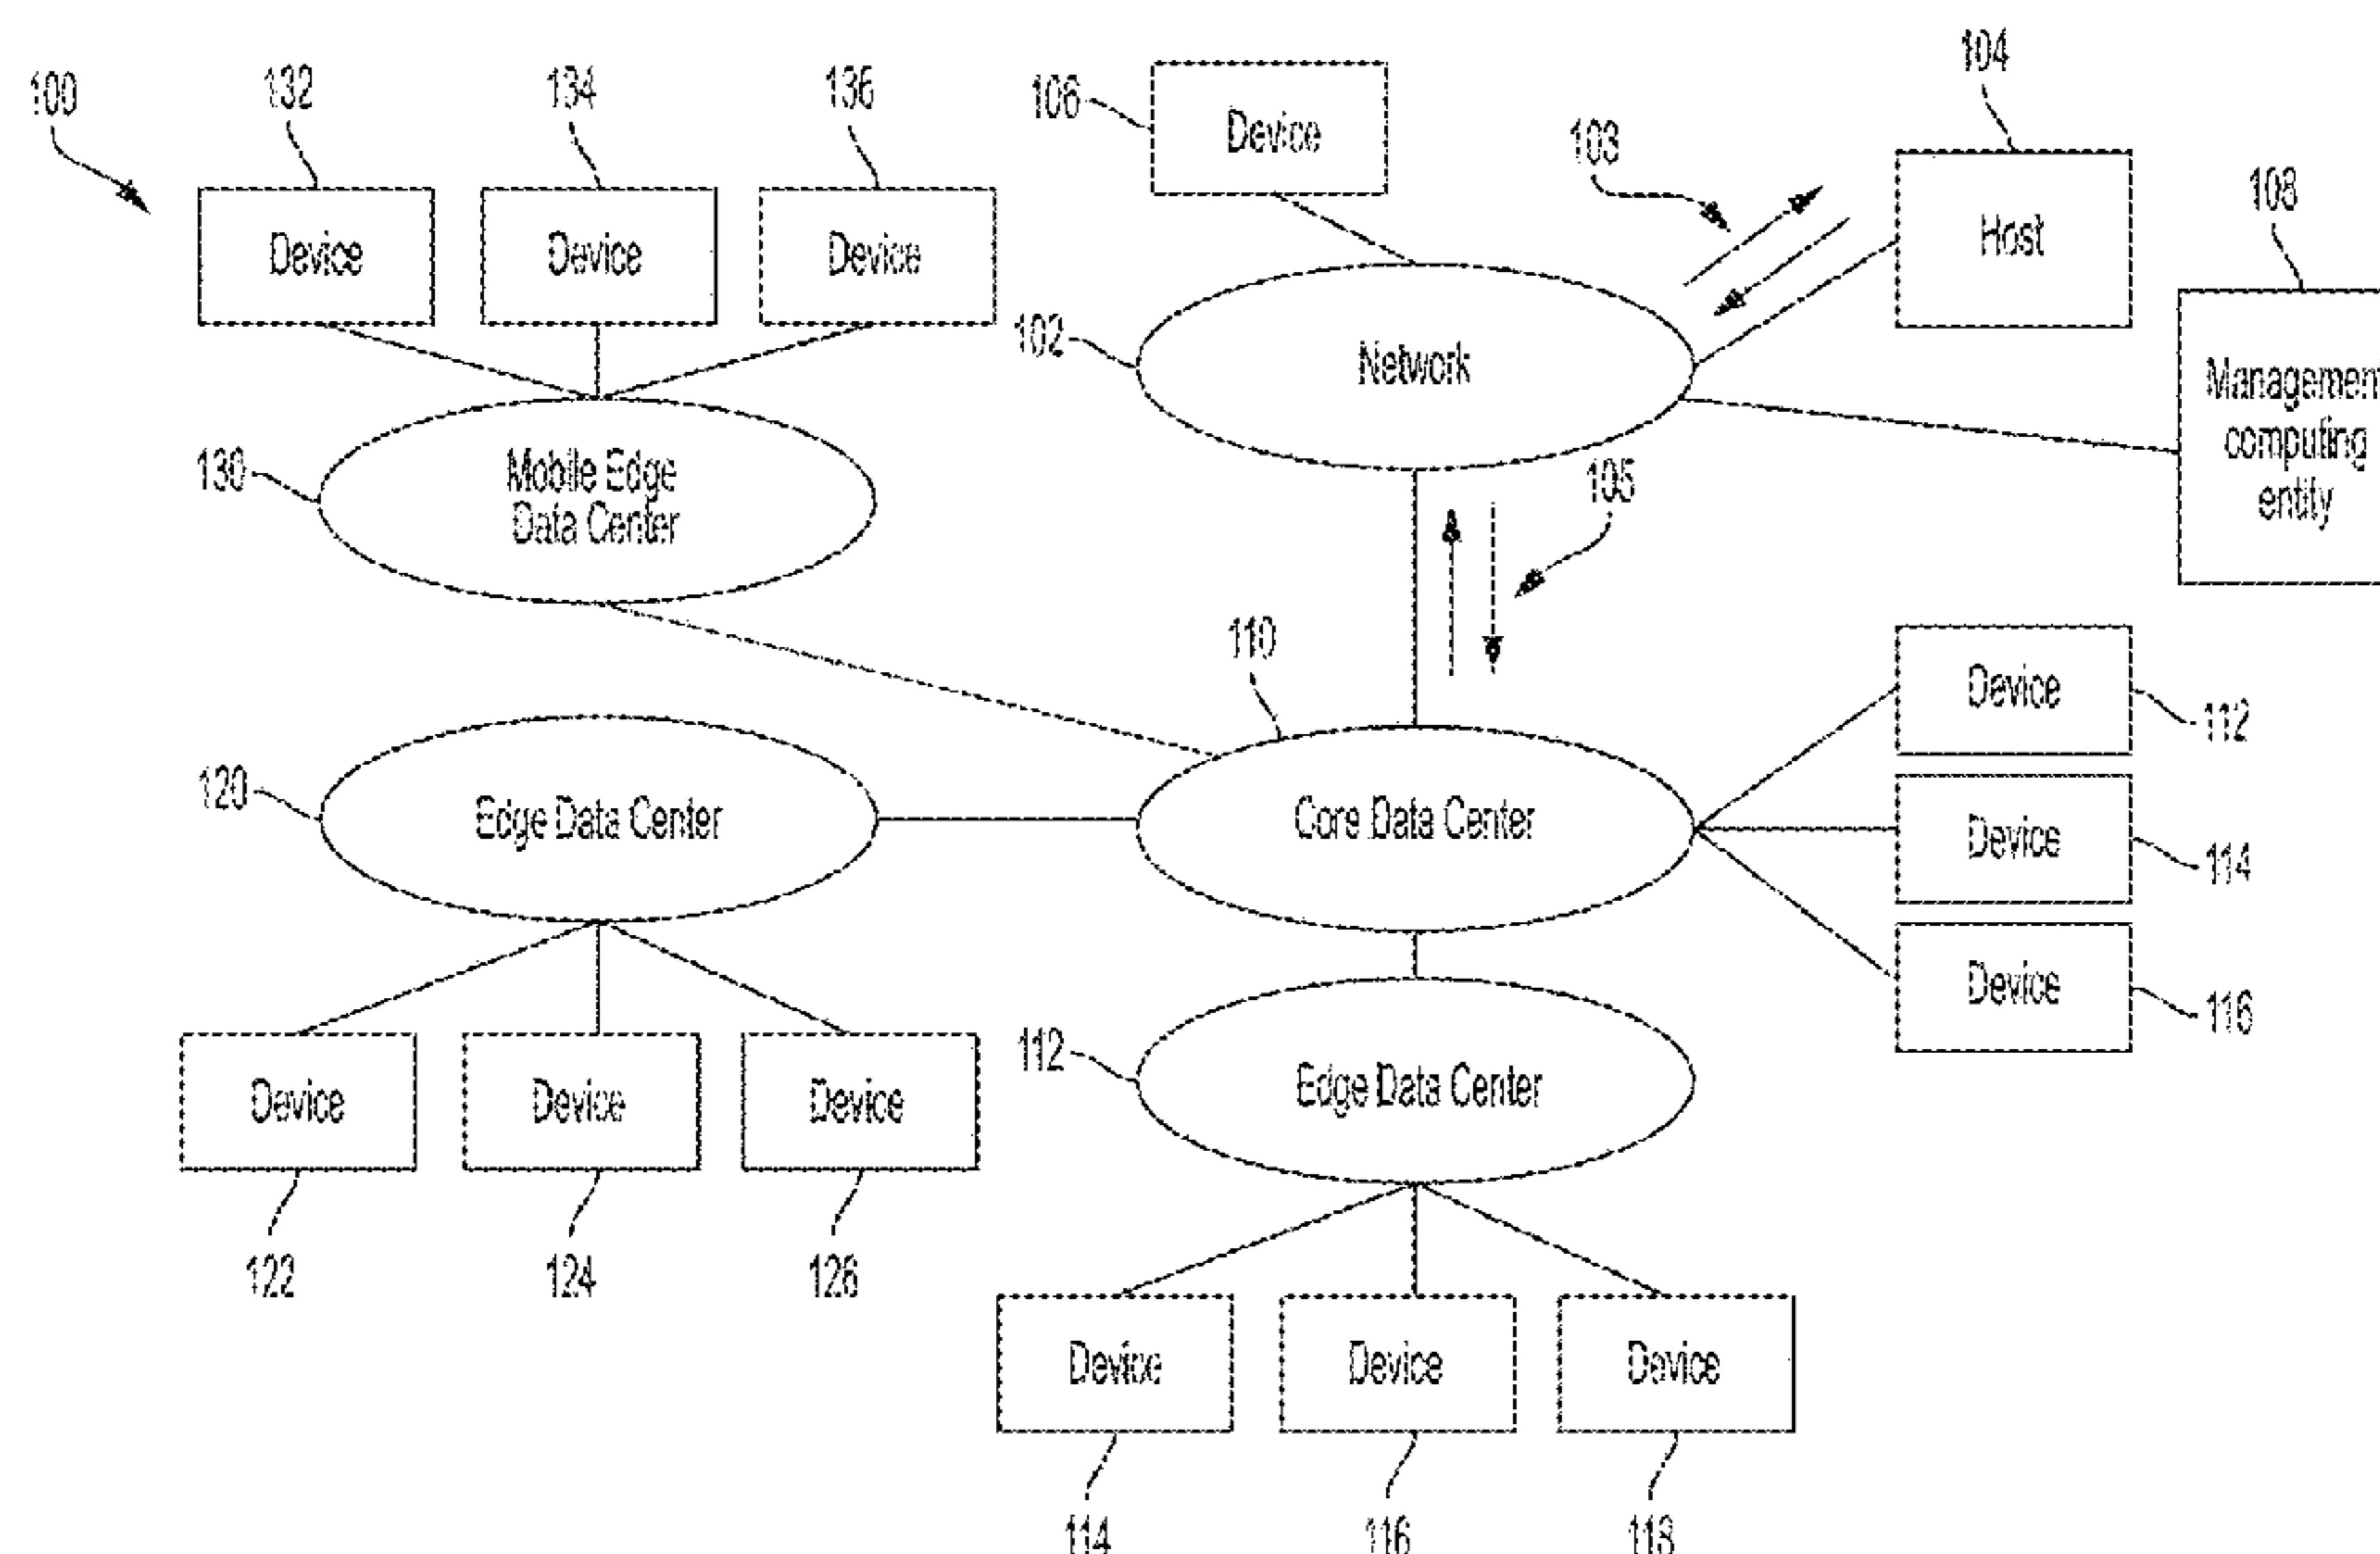 100
132
134
136
106
104
108
Device
Device
Device
Device
103
Host
102
Network
Managemen
computing
entity
130
Mobile Edge
Data Center
105
110
Device
112
120
Edge Data Center
Core Data Center
Device
114
Device
116
112
Edge Data Center
Device
Device
Device
122
124
126
Device
Device
Device
114
116
118